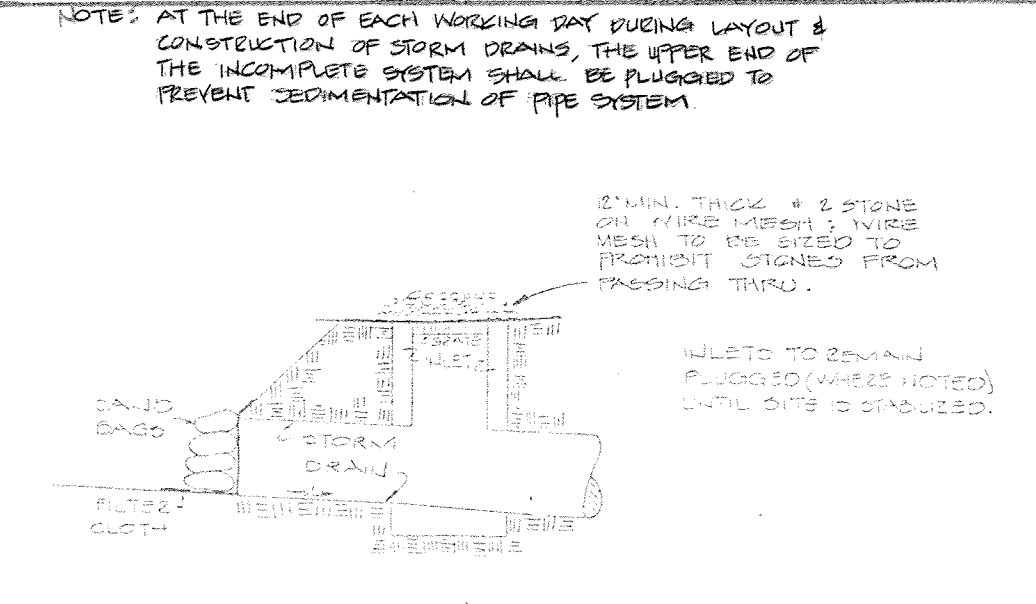 NOTE: AT THE END OF EACH WORKING DAY DURING LAYOUT &
CONSTRUCTION OF STORM DRAINS, THE UPPER END OF
THE INCOMPLETE SYSTEM SHALL BE PLUGGED TO
PREVENT SEDIMENTATION OF PIPE SYSTEM.
12" MIN. THICK # 2 STONE
ON WIRE MESH ; WIRE
MESH TO BE SIZED TO
PROHIBIT STONES FROM
PASSING THRU.
GRATE
INLET
INLETS TO REMAIN
PLUGGED (WHERE NOTED)
UNTIL SITE IS STABILIZED.
SAND
BAGS
STORM
DRAIN
FILTER
CLOTH